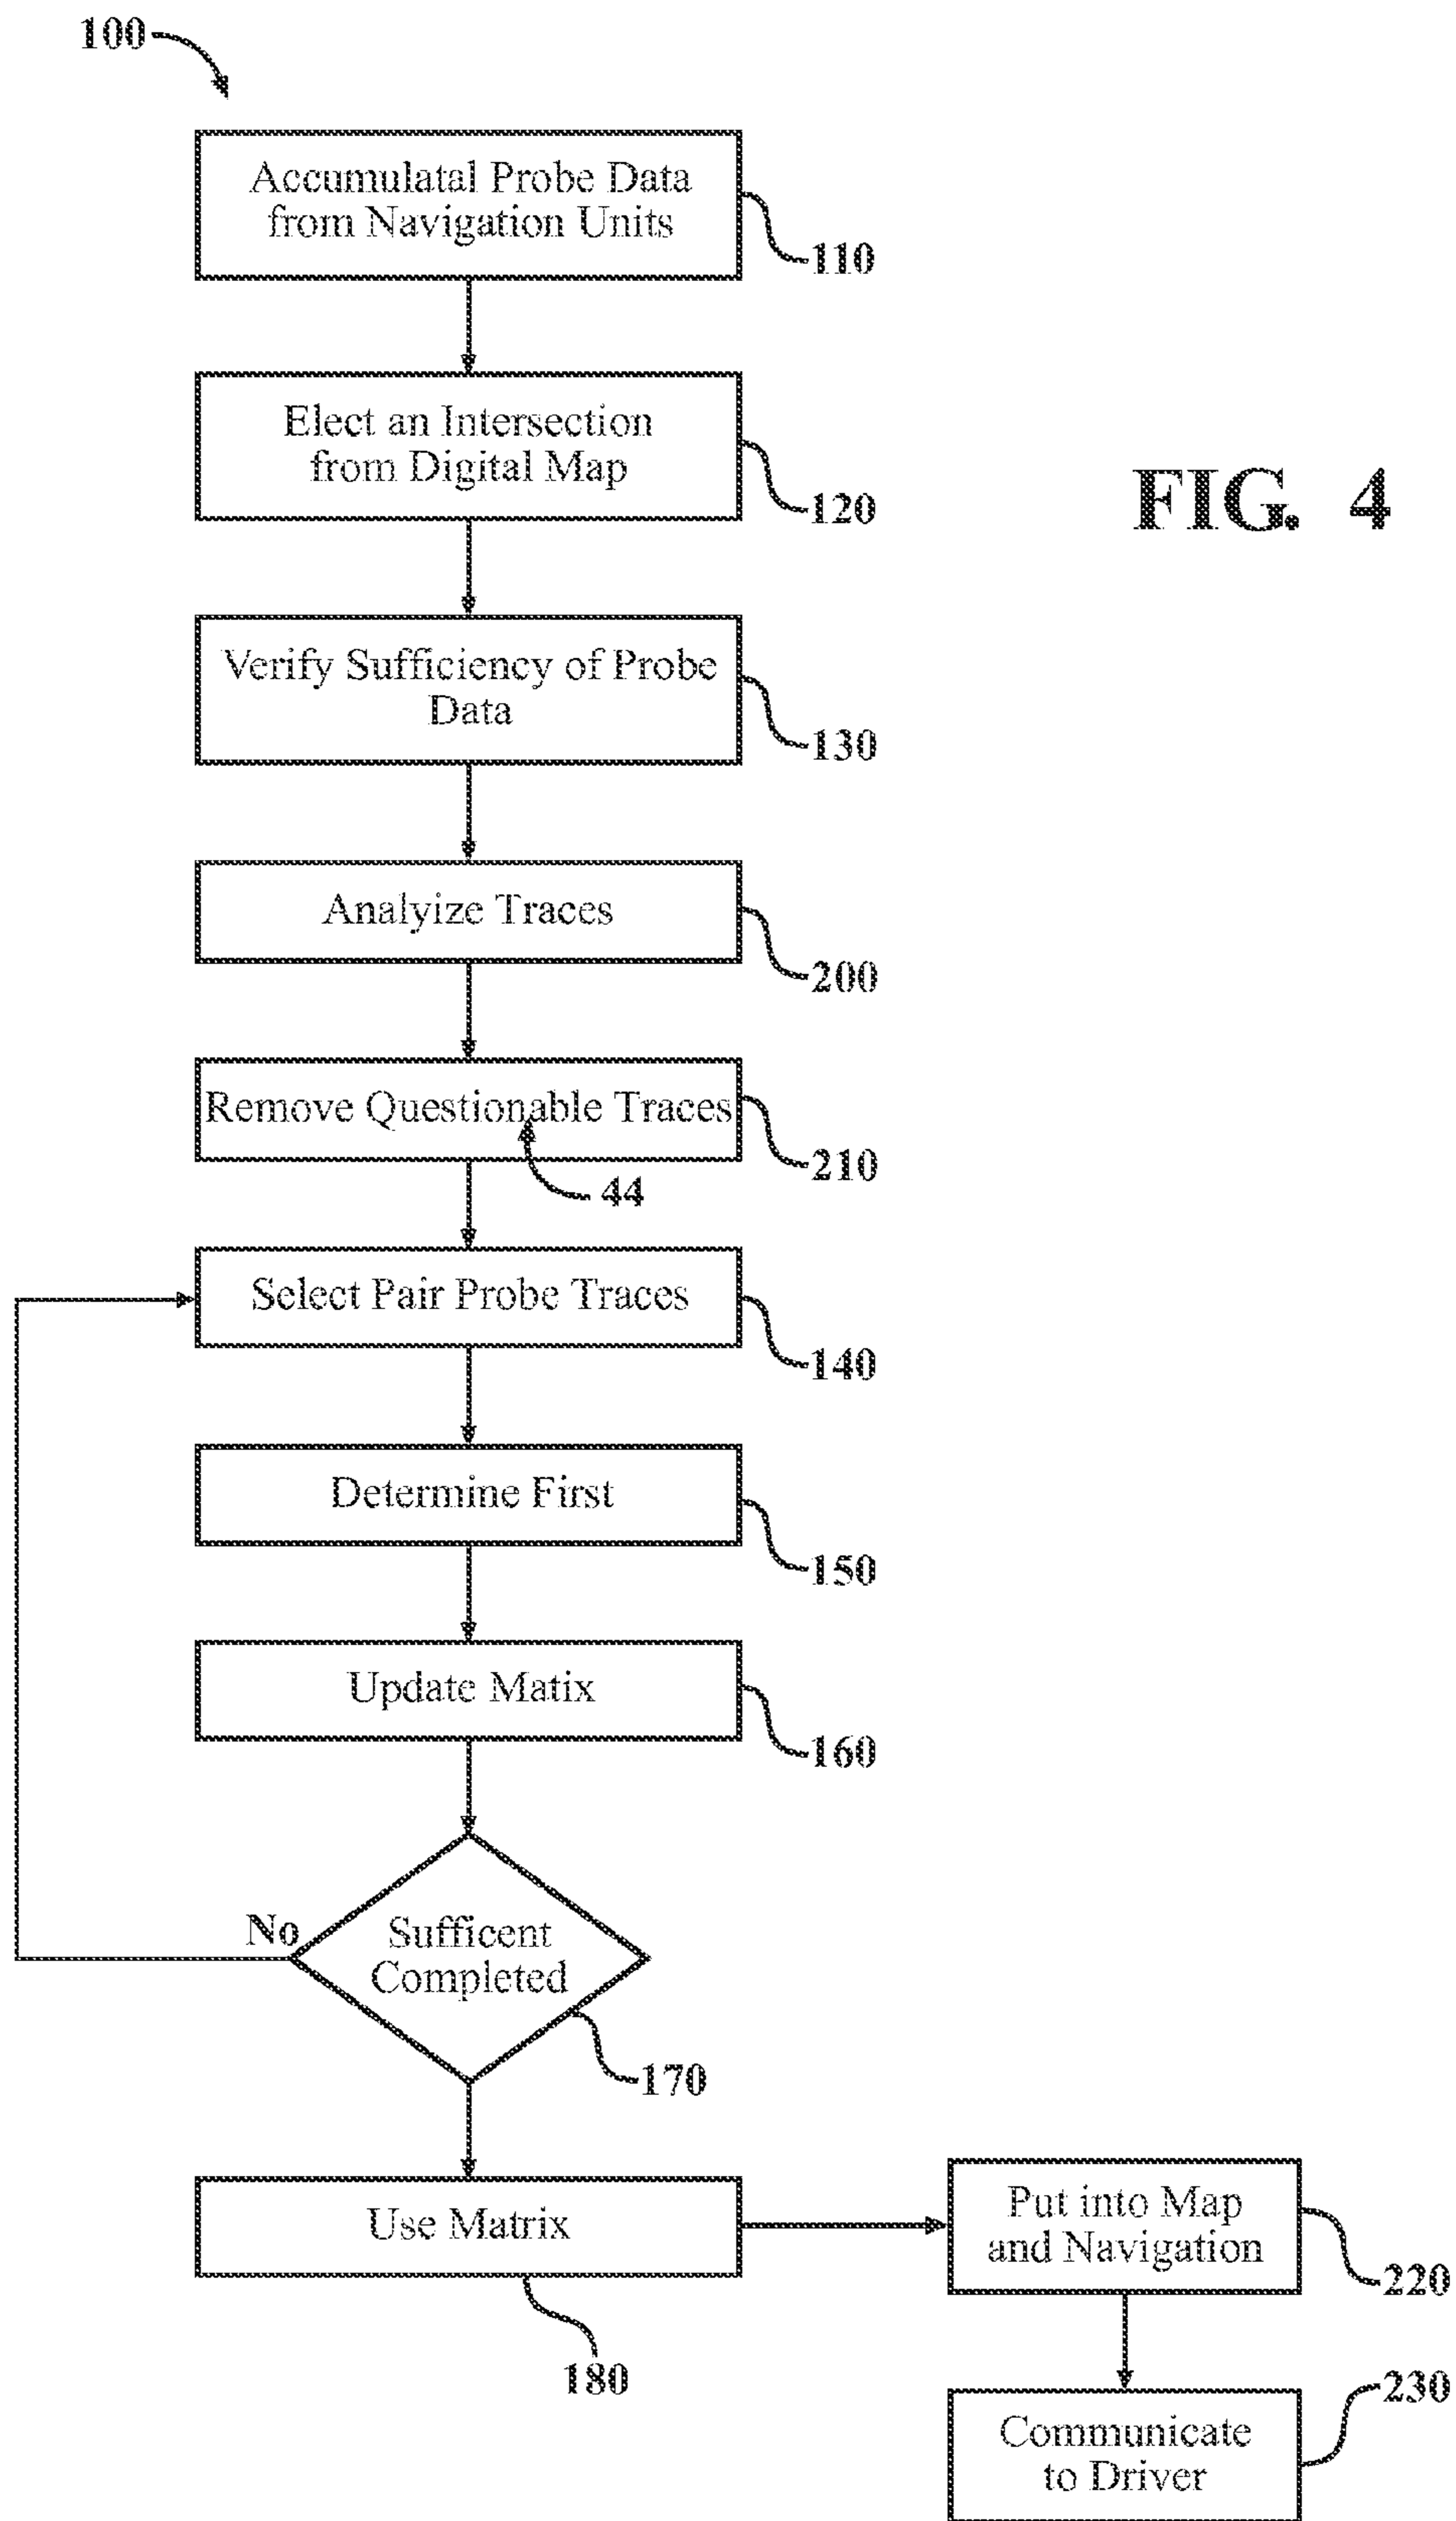 100
Accumulatal Probe Data
from Navigation Units
110
Elect an Intersection
from Digital Map
120
FIG. 4
Verify Sufficiency of Probe
Data
130
Analyize Traces
200
Remove Questionable Traces
210
44
Select Pair Probe Traces
140
Determine First
150
Update Matix
160
No
Sufficent
Completed
170
Use Matrix
180
Put into Map
and Navigation
220
Communicate
to Driver
230